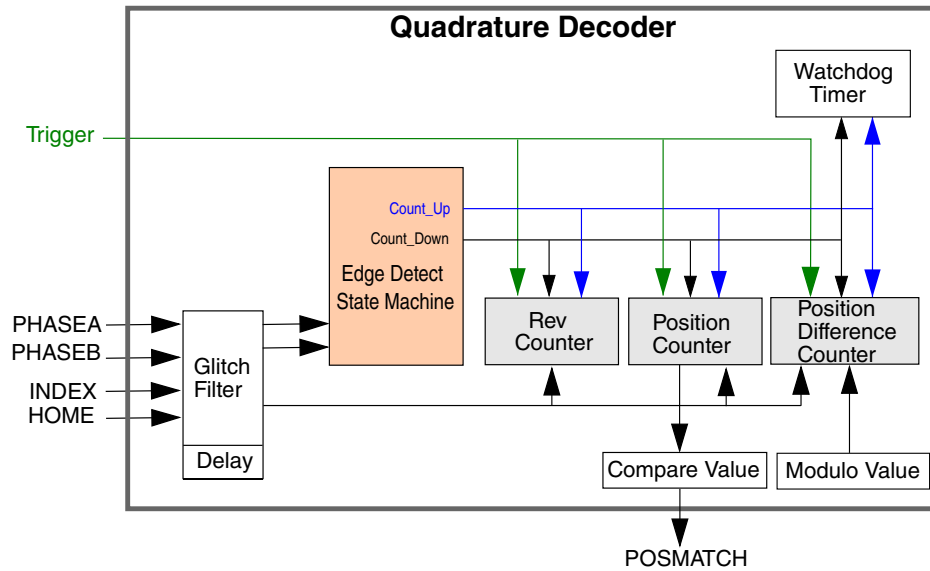 Quadrature Decoder
Watchdog
Timer
Trigger
Count_Up
Count_Down
Edge Detect
State Machine
PHASEA
PHASEB
INDEX
HOME
Glitch
Filter
Delay
Rev
Counter
Position
Counter
Position
Difference
Counter
Compare Value
Modulo Value
POSMATCH